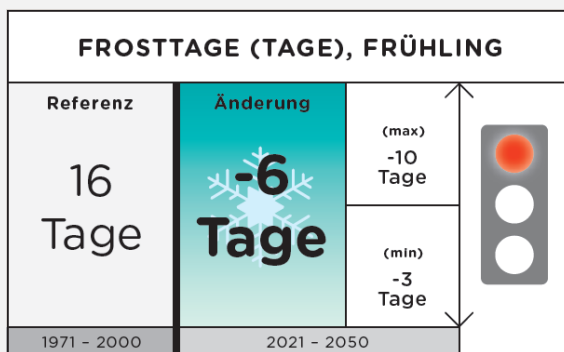 FROSTTAGE (TAGE), FRÜHLING
Referenz
16
Tage
1971 – 2000
Änderung
-6
Tage
(max)
-10
Tage
(min)
-3
Tage
2021 – 2050